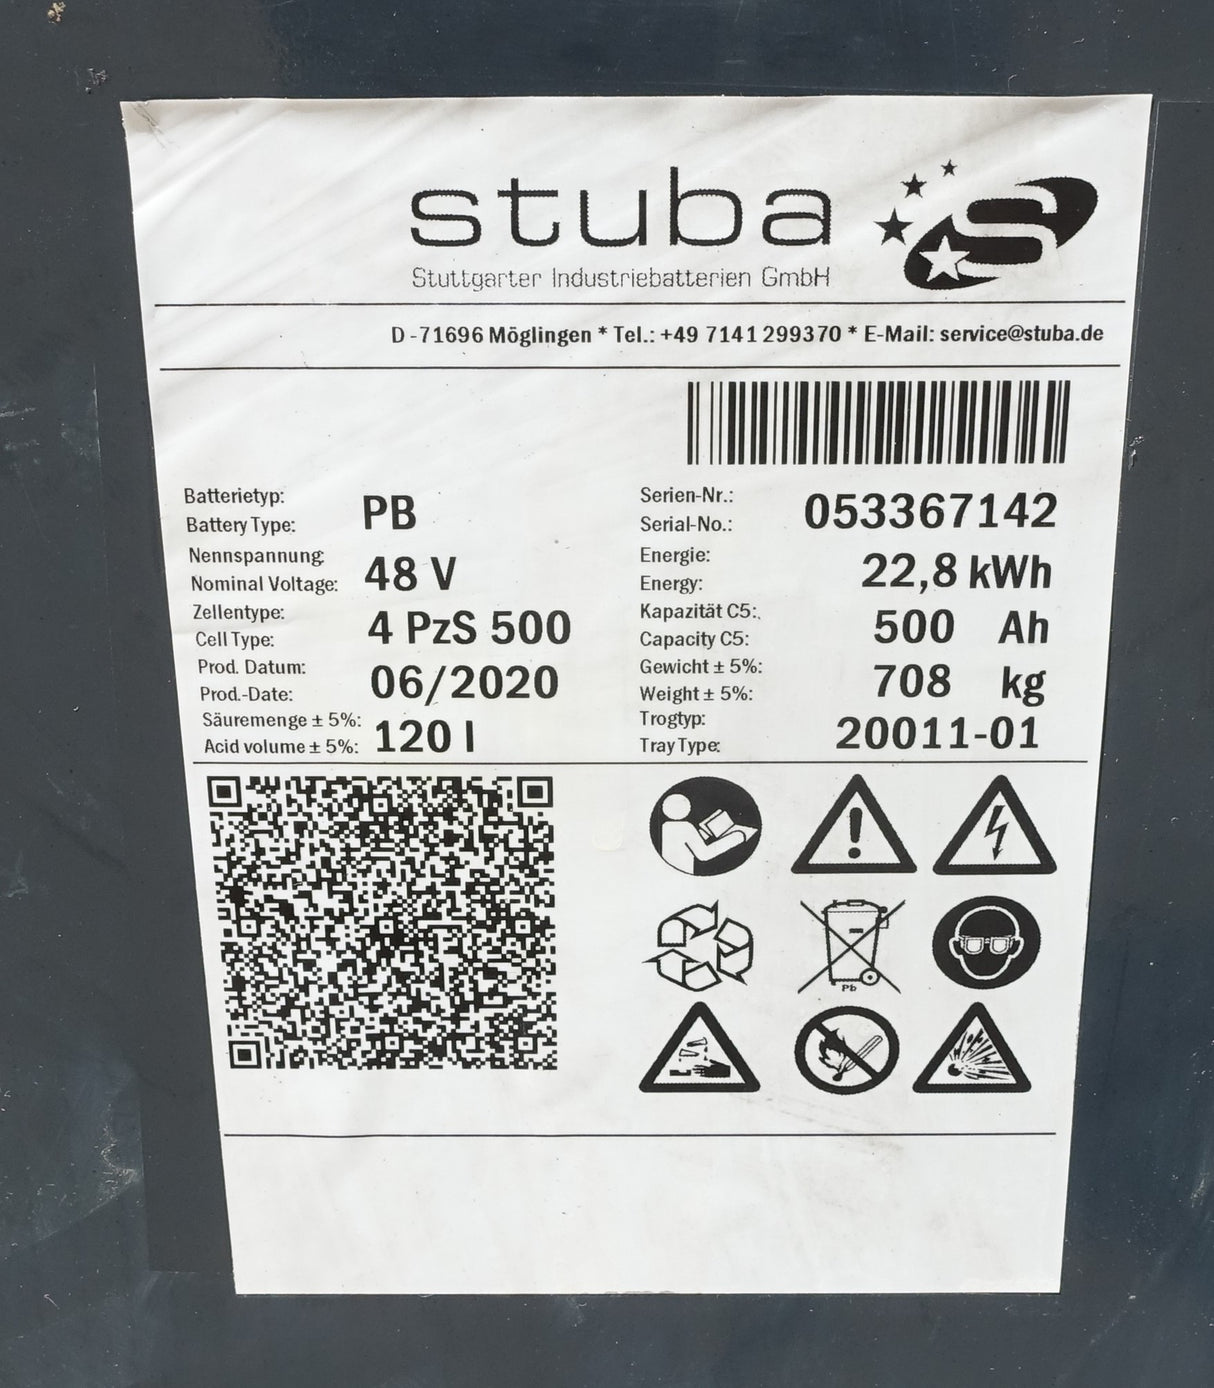 stuba
Stuttgarter Industriebatterien GmbH
D-71696 Möglingen * Tel.: +49 7141 299370 * E-Mail: service@stuba.de
Batterietyp:
Battery Type: PB
Serien-Nr.:
Serial-No.: 053367142
Nennspannung:
Nominal Voltage: 48 V
Energie:
Energy: 22,8 kWh
Zellentype:
Cell Type: 4 PzS 500
Kapazität C5:
Capacity C5: 500 Ah
Prod. Datum:
Prod.-Date: 06/2020
Gewicht ± 5%:
Weight ± 5%: 708 kg
Säuremenge ± 5%:
Acid volume ± 5%: 120 l
Trogtyp:
Tray Type: 20011-01
Pb